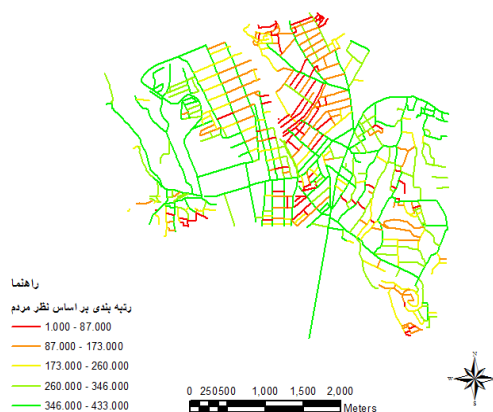 راهنما
رتبه بندی بر اساس نظر مردم
1.000 - 87.000
87.000 - 173.000
173.000 - 260.000
260.000 - 346.000
346.000 - 433.000
0 250500 1,000 1,500 2,000
Meters
N
W E
S